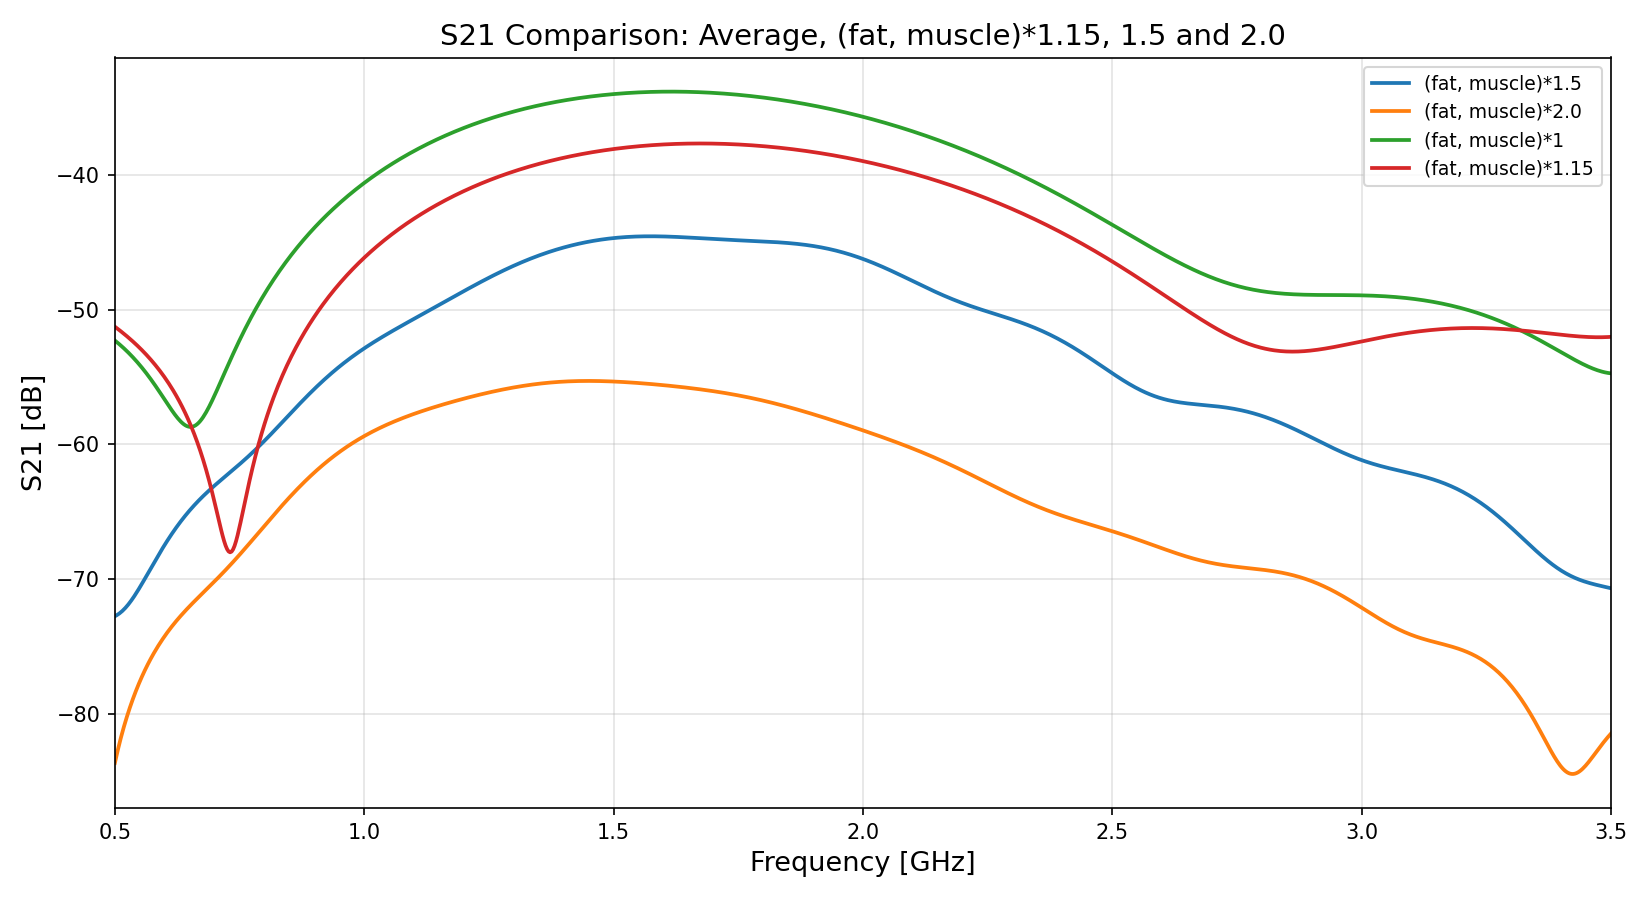 S21 Comparison: Average, (fat, muscle)*1.15, 1.5 and 2.0
(fat, muscle)*1.5
(fat, muscle)*2.0
(fat, muscle)*1
(fat, muscle)*1.15
S21 [dB]
−40
−50
−60
−70
−80
0.5
1.0
1.5
2.0
2.5
3.0
3.5
Frequency [GHz]